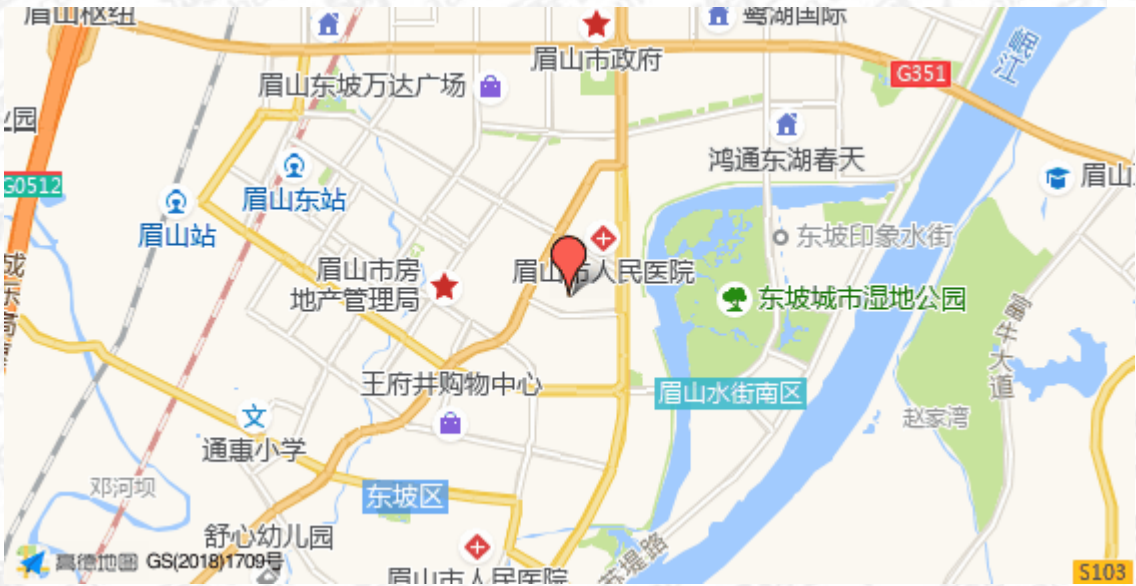 眉山枢纽
鹭湖国际
岷江
眉山市政府
G351
眉山东坡万达广场
鸿通东湖春天
眉山
G0512
眉山东站
眉山站
东坡印象水街
眉山市房
地产管理局
眉山市人民医院
东坡城市湿地公园
富牛大道
王府井购物中心
眉山水街南区
赵家湾
通惠小学
邓河坝
东坡区
舒心幼儿园
苏堤路
高德地图 GS(2018)1709号
眉山市人民医院
S103